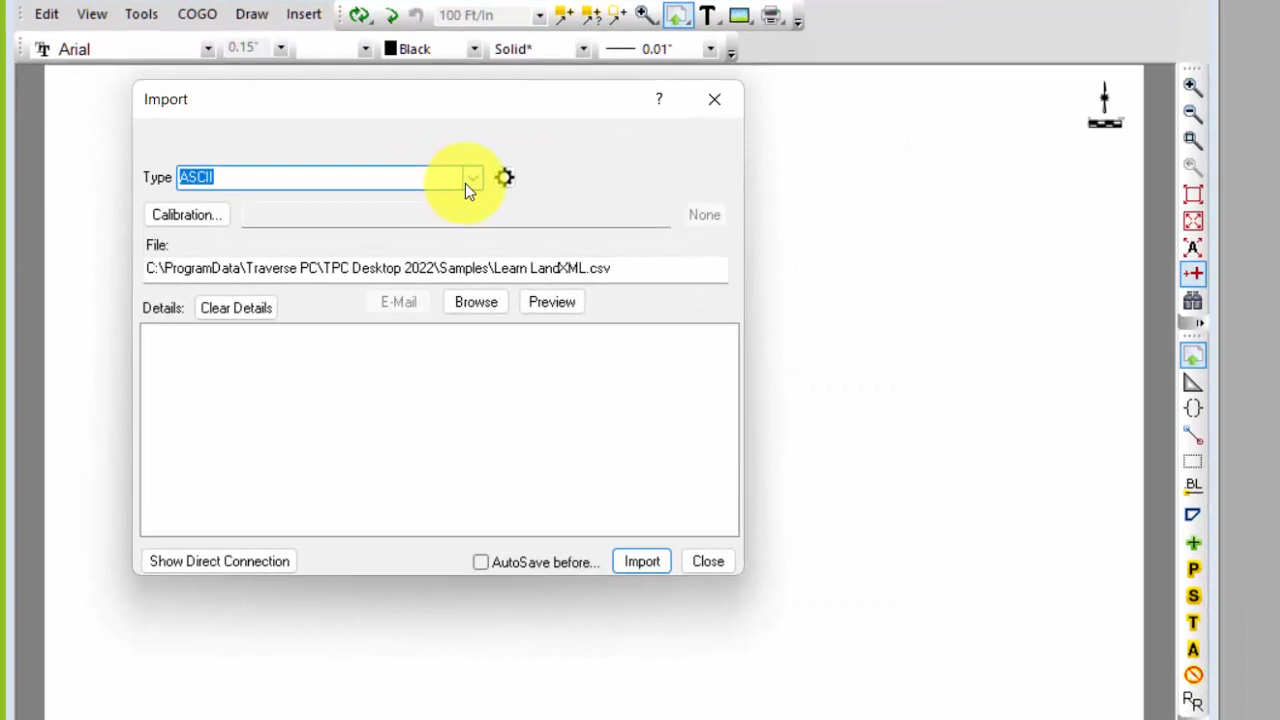 Edit View Tools COGO Draw Insert 100 Ft/In
Arial 0.15" Black Solid* 0.01"
Import ?
Type ASCII
Calibration... None
File:
C:\ProgramData\Traverse PC\TPC Desktop 2022\Samples\Learn LandXML.csv
Details: Clear Details E-Mail Browse Preview
Show Direct Connection AutoSave before... Import Close
A
.BL
P
S
T
A
RR